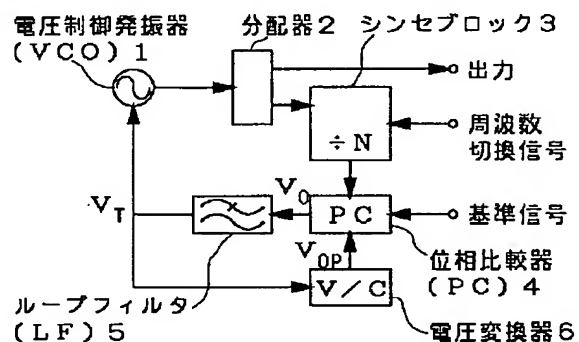 電圧制御発振器
(VCO)1
分配器2
シンセブロック3
出力
÷N
周波数
切換信号
V_T
V_O
PC
基準信号
V_OP
位相比較器
(PC)4
V/C
ループフィルタ
(LF)5
電圧変換器6